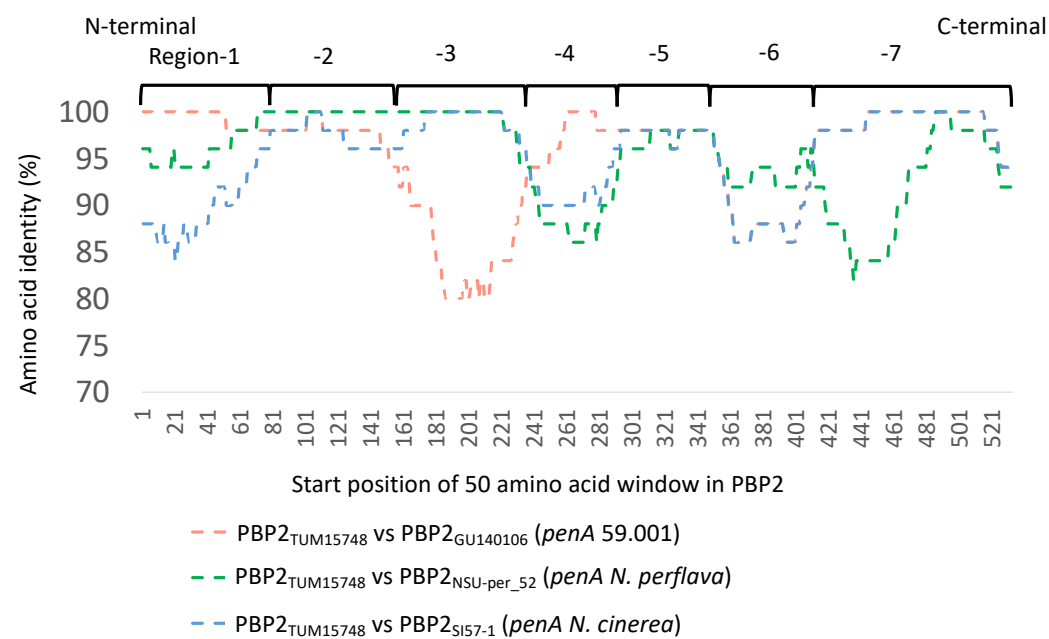 N-terminal
C-terminal
Region-1 -2 -3 -4 -5 -6 -7
100
95
90
85
80
75
70
Amino acid identity (%)
1 21 41 61 81 101 121 141 161 181 201 221 241 261 281 301 321 341 361 381 401 421 441 461 481 501 521
Start position of 50 amino acid window in PBP2
PBP2TUM15748 vs PBP2GU140106 (penA 59.001)
PBP2TUM15748 vs PBP2NSU-per_52 (penA N. perflava)
PBP2TUM15748 vs PBP2SI57-1 (penA N. cinerea)